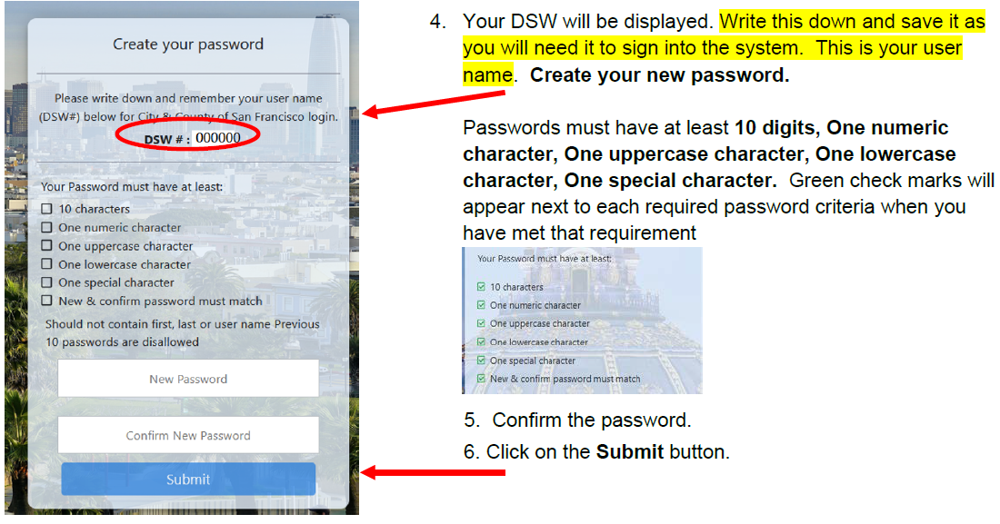 Create your password
Please write down and remember your user name
(DSW#) below for City & County of San Francisco login.
DSW # : 000000
Your Password must have at least:
10 characters
One numeric character
One uppercase character
One lowercase character
One special character
New & confirm password must match
Should not contain first, last or user name Previous
10 passwords are disallowed
New Password
Confirm New Password
Submit
4. Your DSW will be displayed. Write this down and save it as
you will need it to sign into the system. This is your user
name. Create your new password.
Passwords must have at least 10 digits, One numeric
character, One uppercase character, One lowercase
character, One special character. Green check marks will
appear next to each required password criteria when you
have met that requirement
Your Password must have at least:
10 characters
One numeric character
One uppercase character
One lowercase character
One special character
New & confirm password must match
5. Confirm the password.
6. Click on the Submit button.